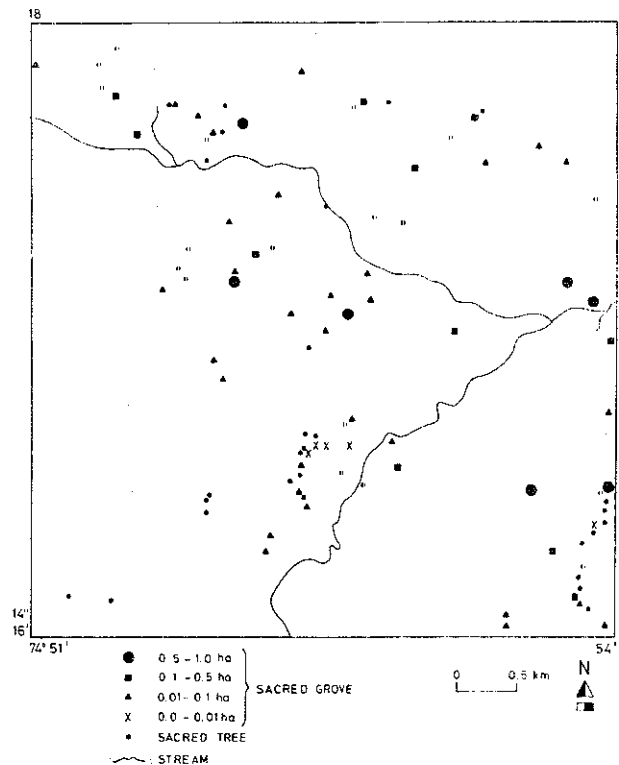 18
14°
16'
74° 51'
54'
0.5 - 1.0 ha
0.1 - 0.5 ha
0.01 - 0.1 ha
0.0 - 0.01 ha
SACRED GROVE
SACRED TREE
STREAM
0 0.5 km
N